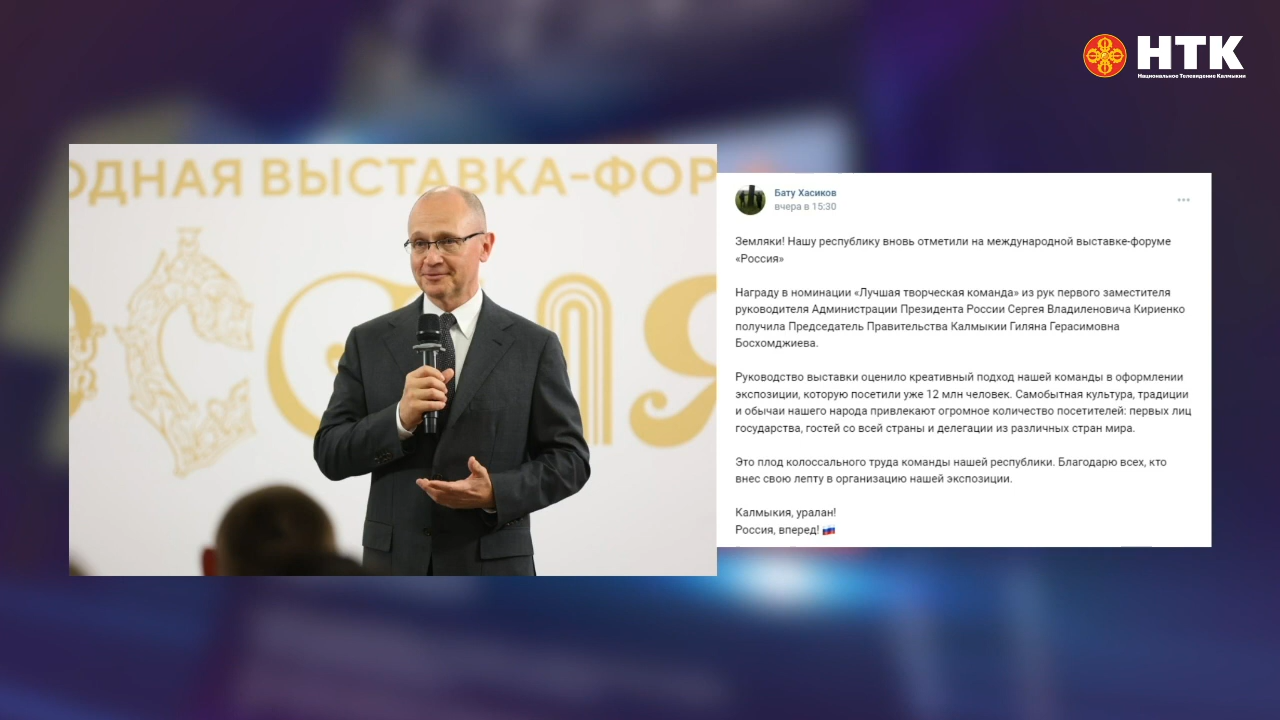 НТК
Национальное Телевидение Калмыкии
ОДНАЯ ВЫСТАВКА-ФОР
Бату Хасиков
вчера в 15:30
Земляки! Нашу республику вновь отметили на международной выставке-форуме
«Россия»
Награду в номинации «Лучшая творческая команда» из рук первого заместителя
руководителя Администрации Президента России Сергея Владиленовича Кириенко
получила Председатель Правительства Калмыкии Гиляна Герасимовна
Босхомджиева.
Руководство выставки оценило креативный подход нашей команды в оформлении
экспозиции, которую посетили уже 12 млн человек. Самобытная культура, традиции
и обычаи нашего народа привлекают огромное количество посетителей: первых лиц
государства, гостей со всей страны и делегации из различных стран мира.
Это плод колоссального труда команды нашей республики. Благодарю всех, кто
внес свою лепту в организацию нашей экспозиции.
Калмыкия, уралан!
Россия, вперед! 🇷🇺